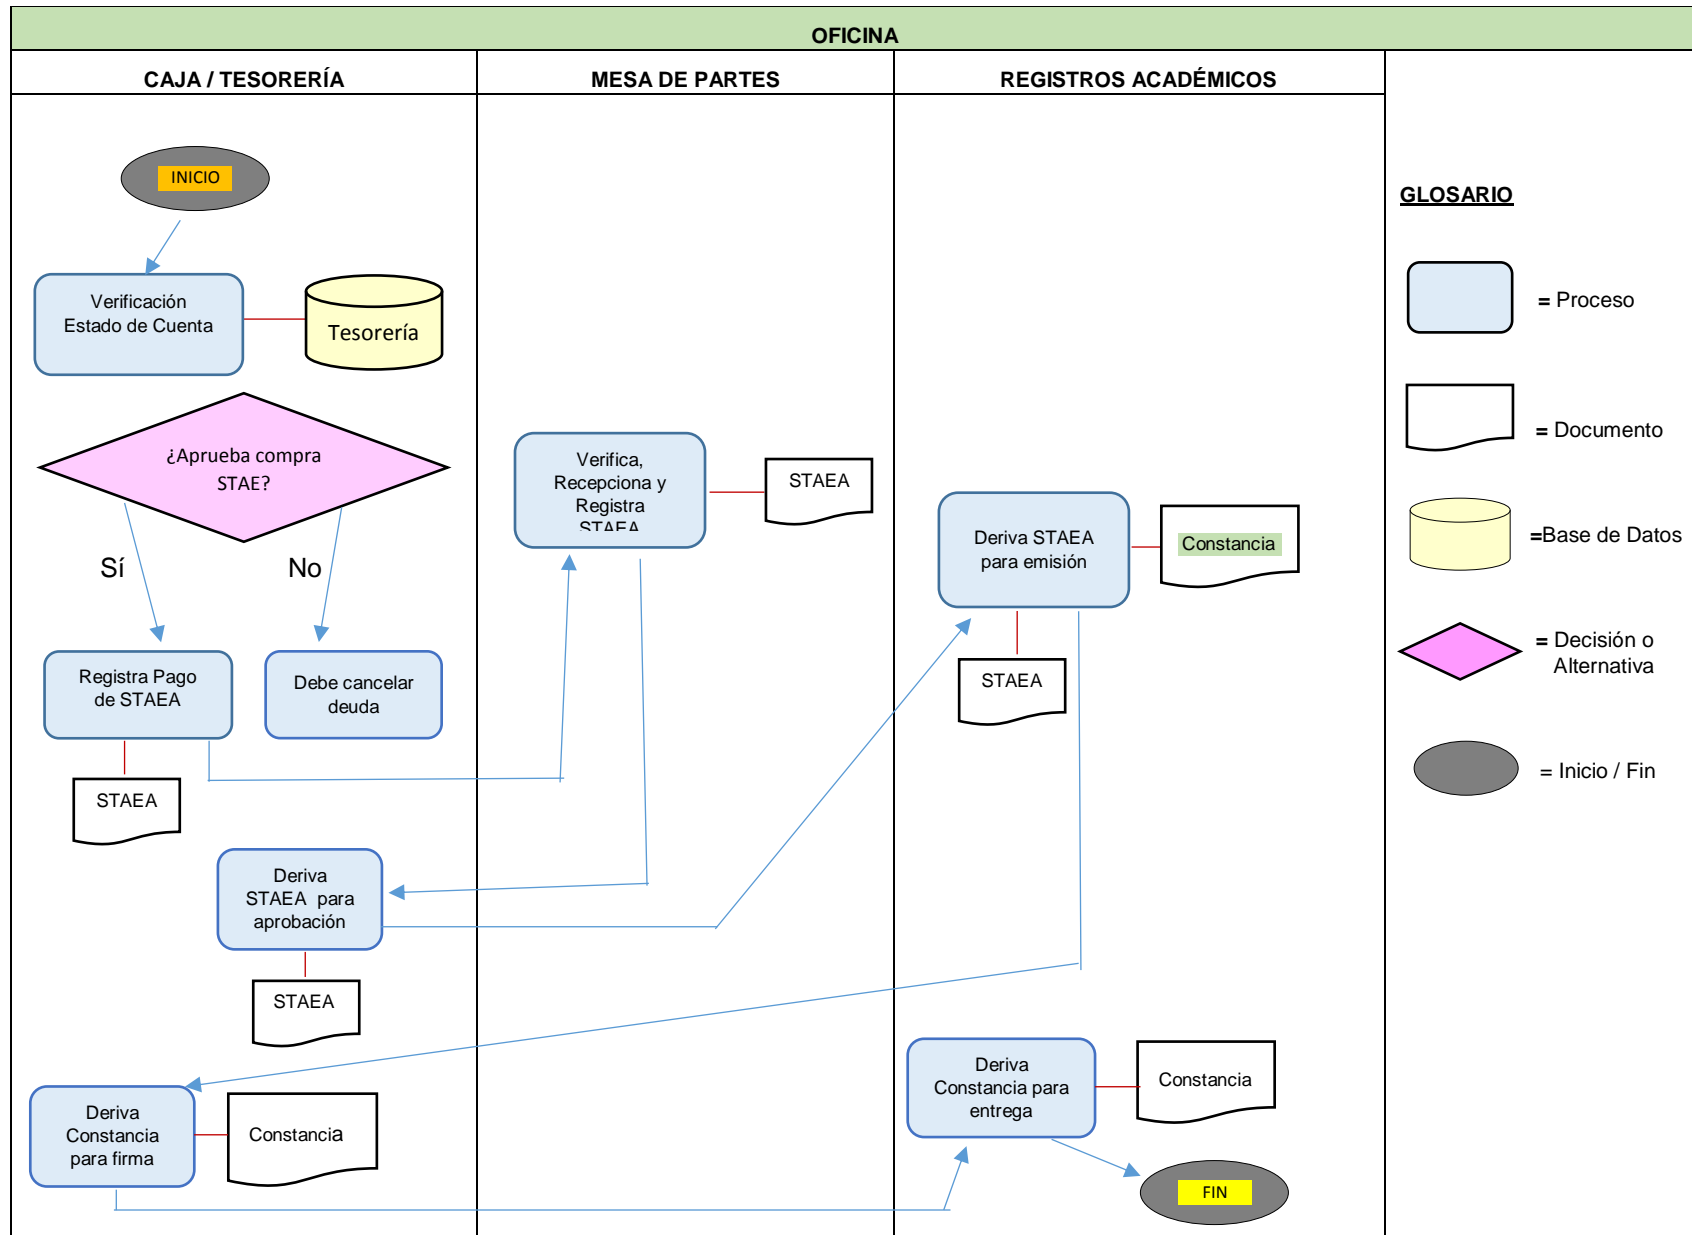 OFICINA
CAJA / TESORERÍA
MESA DE PARTES
REGISTROS ACADÉMICOS
INICIO
Verificación
Estado de Cuenta
Tesorería
¿Aprueba compra
STAE?
Sí
No
Registra Pago
de STAEA
Debe cancelar
deuda
STAEA
Deriva
STAEA para
aprobación
STAEA
Deriva
Constancia
para firma
Constancia
Verifica,
Recepciona y
Registra
STAEA
STAEA
Deriva STAEA
para emisión
Constancia
STAEA
Deriva
Constancia para
entrega
Constancia
FIN
GLOSARIO
= Proceso
= Documento
=Base de Datos
= Decisión o
Alternativa
= Inicio / Fin